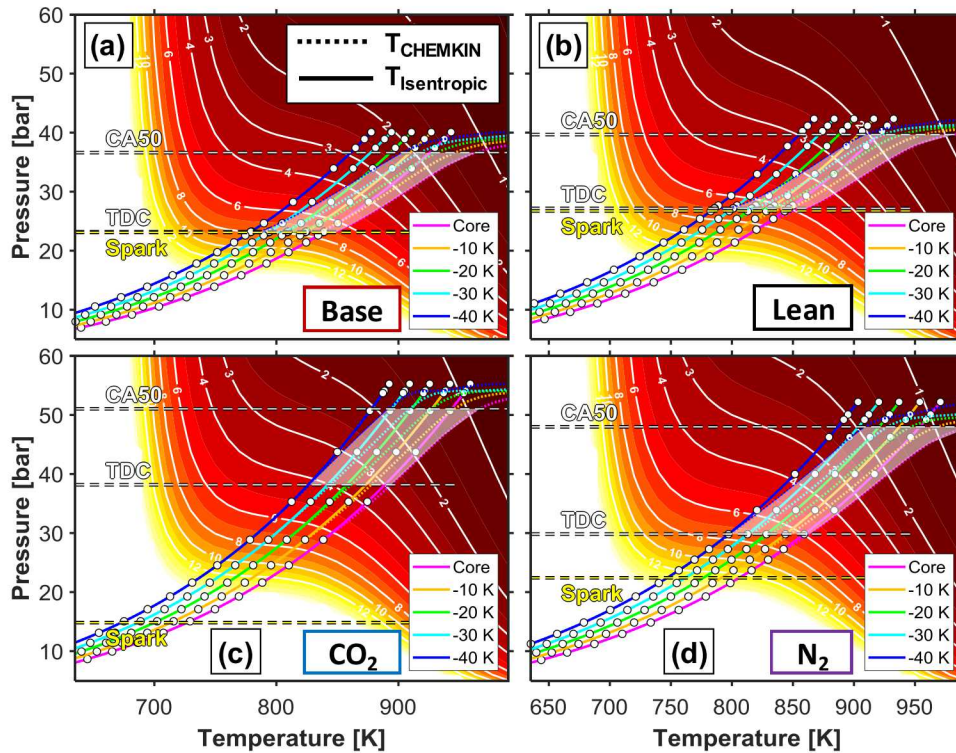 (a)
T_CHEMKIN
T_Isentropic
(b)
60
50
40
30
20
10
Pressure [bar]
CA50
TDC
Spark
Core
-10 K
-20 K
-30 K
-40 K
Base
CA50
TDC
Spark
Core
-10 K
-20 K
-30 K
-40 K
Lean
60
50
40
30
20
10
Pressure [bar]
CA50
TDC
Spark
Core
-10 K
-20 K
-30 K
-40 K
(c)
CO₂
CA50
TDC
Spark
Core
-10 K
-20 K
-30 K
-40 K
(d)
N₂
700
800
900
650
700
750
800
850
900
950
Temperature [K]
Temperature [K]